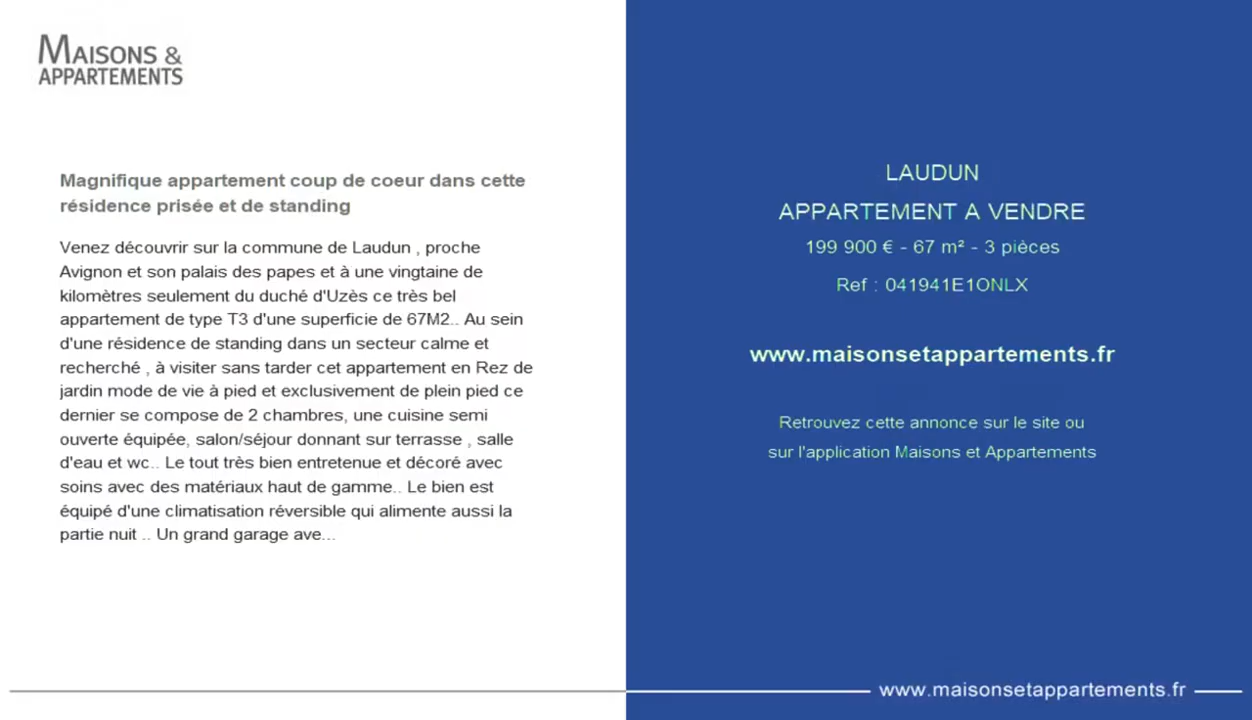 MAISONS &
APPARTEMENTS
Magnifique appartement coup de coeur dans cette
résidence prisée et de standing
Venez découvrir sur la commune de Laudun , proche
Avignon et son palais des papes et à une vingtaine de
kilomètres seulement du duché d'Uzès ce très bel
appartement de type T3 d'une superficie de 67M2.. Au sein
d'une résidence de standing dans un secteur calme et
recherché , à visiter sans tarder cet appartement en Rez de
jardin mode de vie à pied et exclusivement de plein pied ce
dernier se compose de 2 chambres, une cuisine semi
ouverte équipée, salon/séjour donnant sur terrasse , salle
d'eau et wc.. Le tout très bien entretenue et décoré avec
soins avec des matériaux haut de gamme.. Le bien est
équipé d'une climatisation réversible qui alimente aussi la
partie nuit .. Un grand garage ave...
LAUDUN
APPARTEMENT A VENDRE
199 900 € - 67 m² - 3 pièces
Ref : 041941E1ONLX
www.maisonsetappartements.fr
Retrouvez cette annonce sur le site ou
sur l'application Maisons et Appartements
www.maisonsetappartements.fr